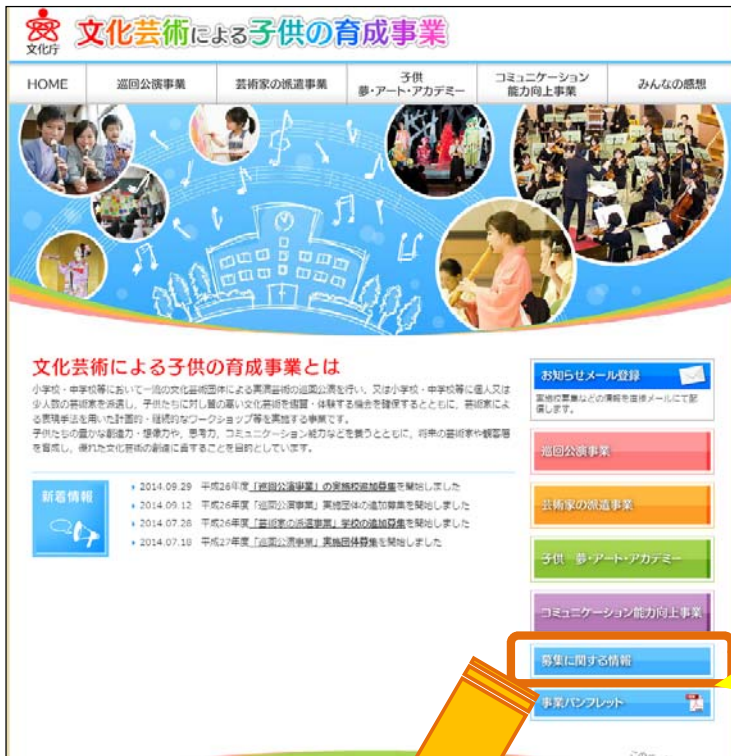 文化庁
文化芸術による子供の育成事業
HOME
巡回公演事業
芸術家の派遣事業
子供
夢・アート・アカデミー
コミュニケーション
能力向上事業
みんなの感想
文化芸術による子供の育成事業とは
小学校・中学校等において一流の文化芸術団体による実演芸術の巡回公演を行い、又は小学校・中学校等に個人又は
少人数の芸術家を派遣し、子供たちに対し質の高い文化芸術を鑑賞・体験する機会を確保するとともに、芸術家によ
る表現手法を用いた計画的・継続的なワークショップ等を実施する事業です。
子供たちの豊かな創造力・想像力や、思考力、コミュニケーション能力などを養うとともに、将来の芸術家や観客層
を育成し、優れた文化芸術の創造に資することを目的としています。
新着情報
2014.09.29 平成26年度「巡回公演事業」の実施校追加募集を開始しました
2014.09.12 平成26年度「巡回公演事業」実施団体の追加募集を開始しました
2014.07.28 平成26年度「芸術家の派遣事業」学校の追加募集を開始しました
2014.07.18 平成27年度「巡回公演事業」実施団体募集を開始しました
お知らせメール登録
実施校募集などの情報を直接メールにて配
信します。
巡回公演事業
芸術家の派遣事業
子供 夢・アート・アカデミー
コミュニケーション能力向上事業
募集に関する情報
事業パンフレット